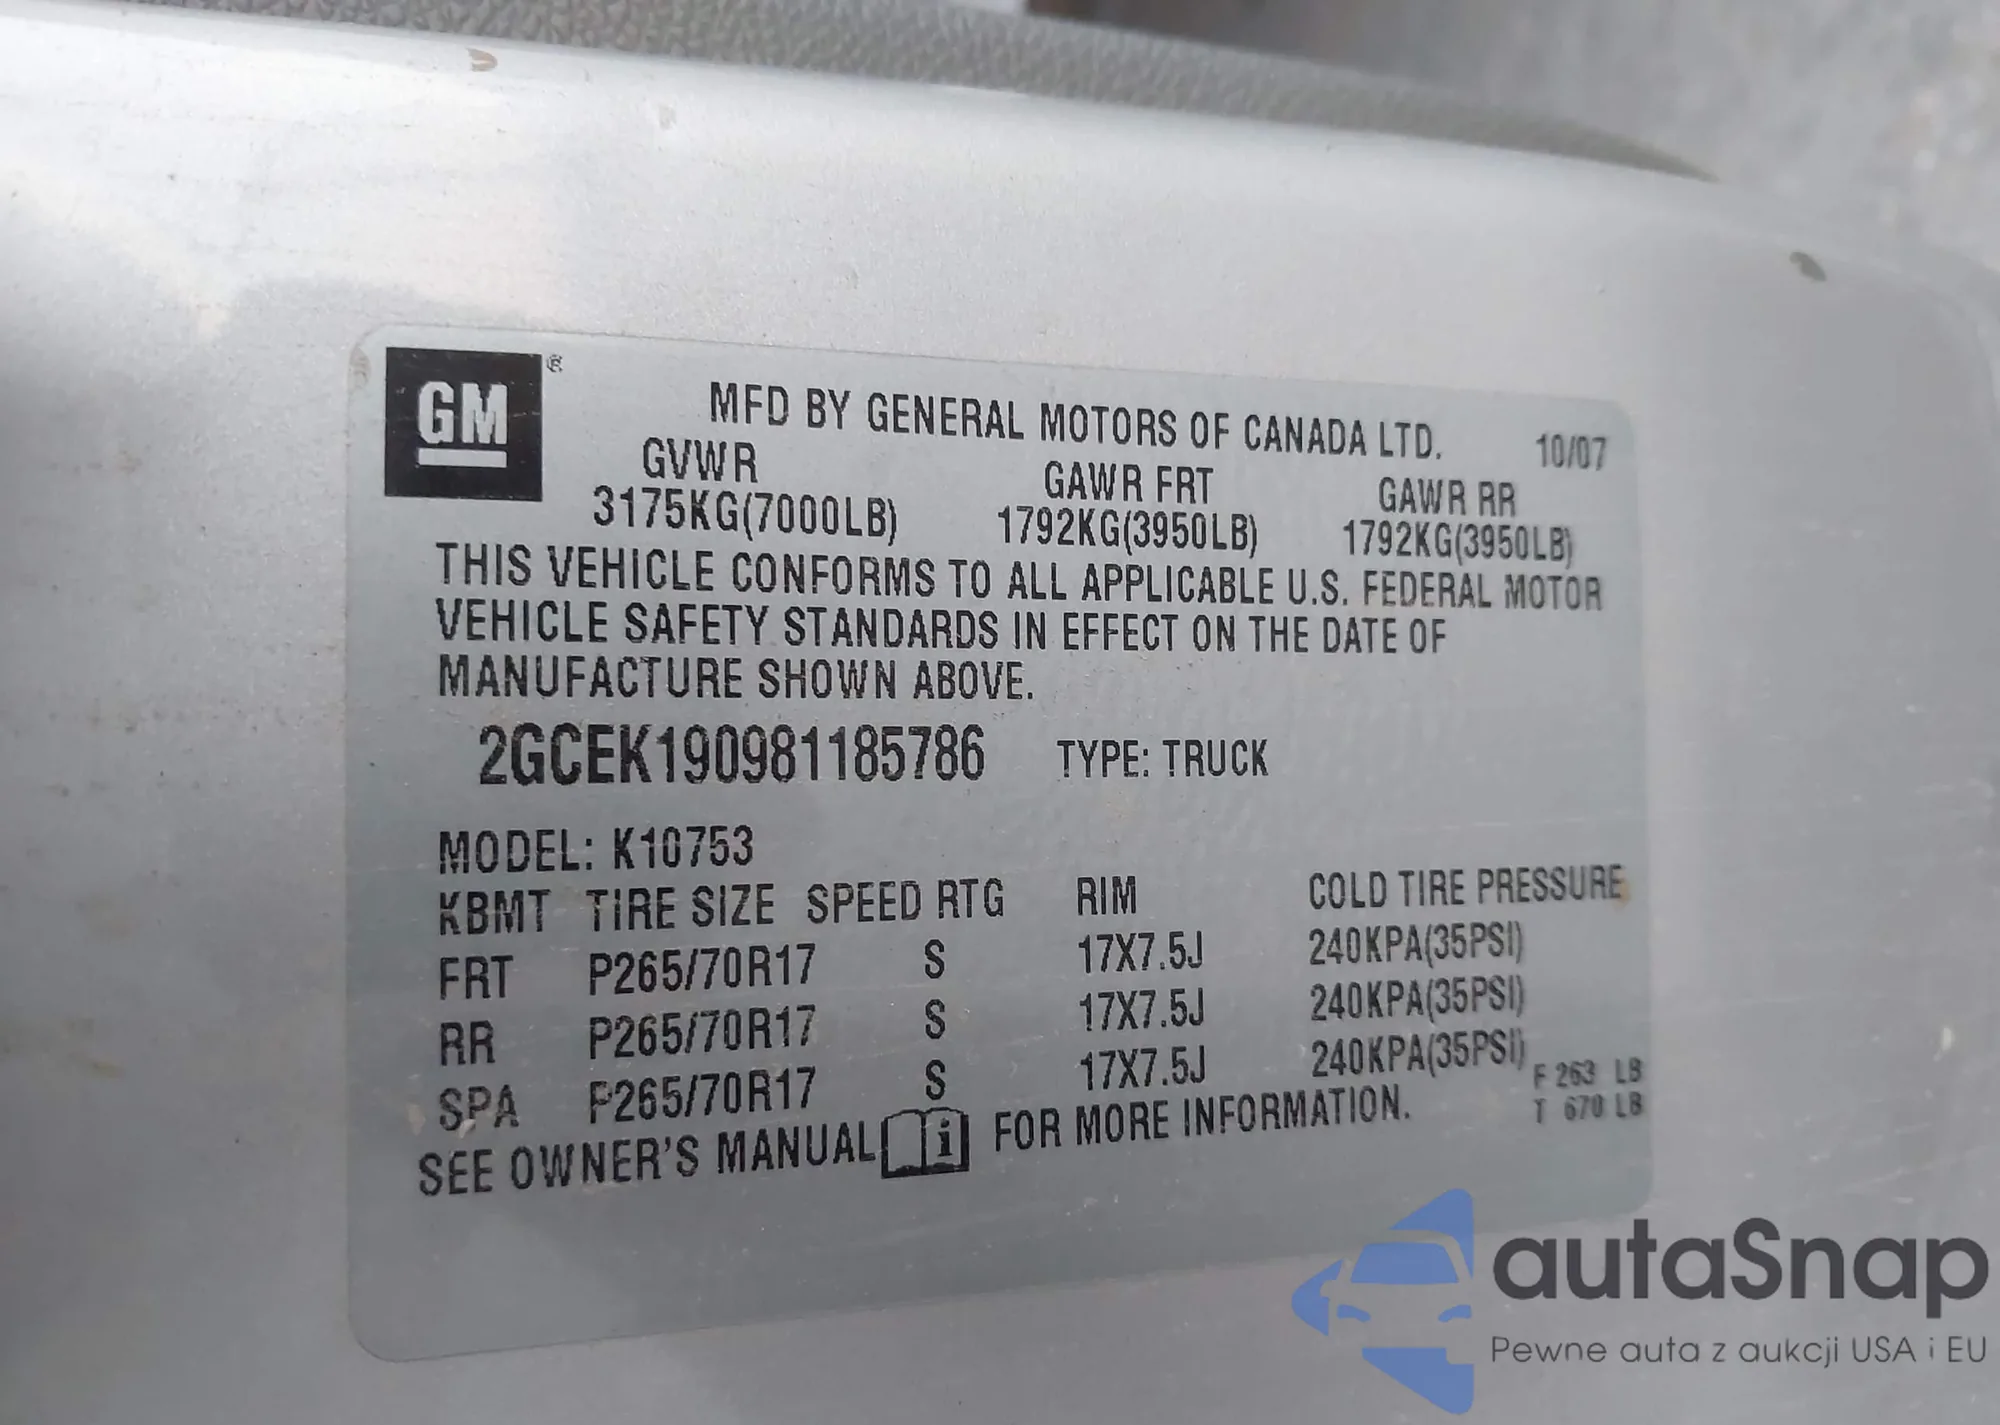 GM ®
MFD BY GENERAL MOTORS OF CANADA LTD. 10/07
GVWR GAWR FRT GAWR RR
3175KG(7000LB) 1792KG(3950LB) 1792KG(3950LB)
THIS VEHICLE CONFORMS TO ALL APPLICABLE U.S. FEDERAL MOTOR
VEHICLE SAFETY STANDARDS IN EFFECT ON THE DATE OF
MANUFACTURE SHOWN ABOVE.
2GCEK190981185786 TYPE: TRUCK
MODEL: K10753
KBMT TIRE SIZE SPEED RTG RIM COLD TIRE PRESSURE
FRT P265/70R17 S 17X7.5J 240KPA(35PSI)
RR P265/70R17 S 17X7.5J 240KPA(35PSI)
SPA P265/70R17 S 17X7.5J 240KPA(35PSI)
F 263 LB
T 670 LB
SEE OWNER'S MANUAL i FOR MORE INFORMATION.
autaSnap
Pewne auta z aukcji USA i EU